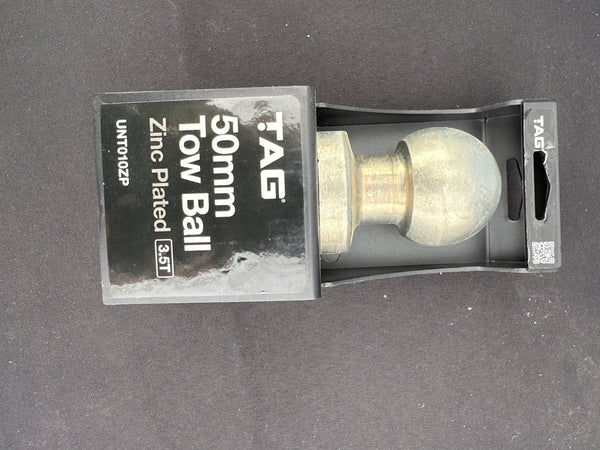 TAG
50mm
Tow Ball
Zinc Plated 3.5T
UNT010ZP
TAG